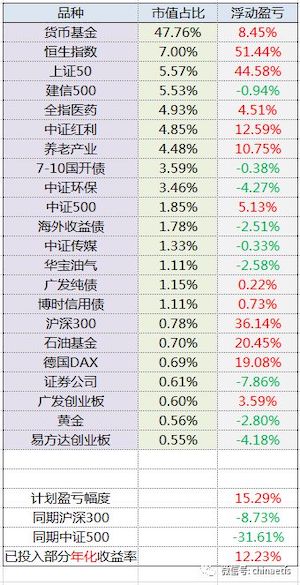 品种 市值占比 浮动盈亏
货币基金 47.76% 8.45%
恒生指数 7.00% 51.44%
上证50 5.57% 44.58%
建信500 5.53% -0.94%
全指医药 4.93% 4.51%
中证红利 4.85% 12.59%
养老产业 4.48% 10.75%
7-10国开债 3.59% -0.38%
中证环保 3.46% -4.27%
中证500 1.85% 5.13%
海外收益债 1.78% -2.51%
中证传媒 1.33% -0.33%
华宝油气 1.11% -2.58%
广发纯债 1.15% 0.22%
博时信用债 1.11% 0.73%
沪深300 0.78% 36.14%
石油基金 0.70% 20.45%
德国DAX 0.69% 19.08%
证券公司 0.61% -7.86%
广发创业板 0.60% 3.59%
黄金 0.56% -2.80%
易方达创业板 0.55% -4.18%
计划盈亏幅度 15.29%
同期沪深300 -8.73%
同期中证500 -31.61%
已投入部分年化收益率 12.23%
微信号: chinaetfs